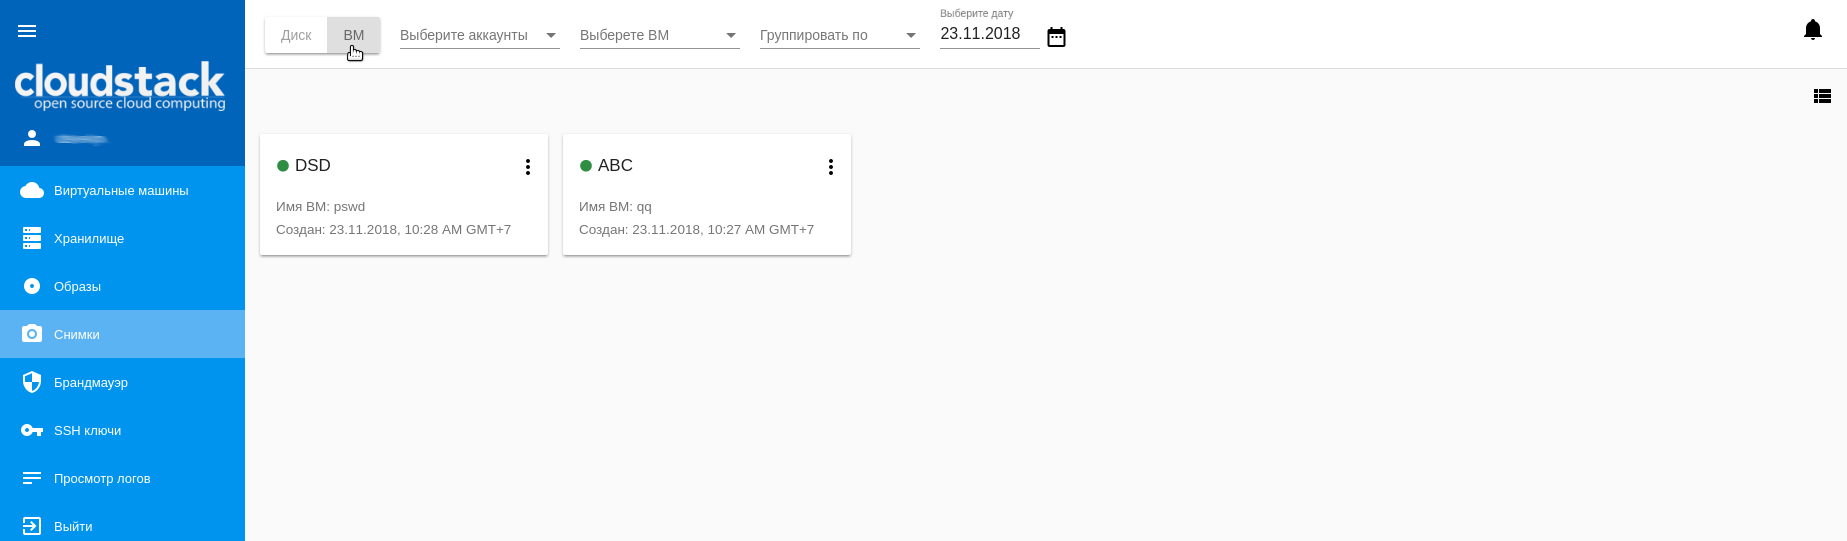 cloudstack
open source cloud computing
Виртуальные машины
Хранилище
Образы
Снимки
Брандмауэр
SSH ключи
Просмотр логов
Выйти
Диск
ВМ
Выберите аккаунты
Выберете ВМ
Группировать по
Выберите дату
23.11.2018
DSD
Имя ВМ: pswd
Создан: 23.11.2018, 10:28 AM GMT+7
ABC
Имя ВМ: qq
Создан: 23.11.2018, 10:27 AM GMT+7